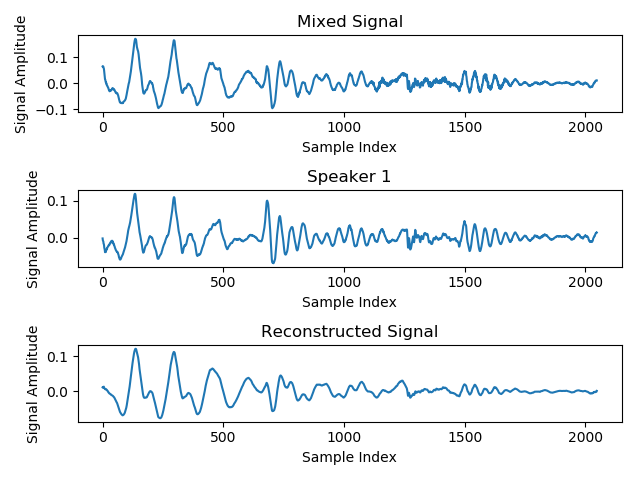 Mixed Signal
Signal Amplitude
0.1
0.0
−0.1
0 500 1000 1500 2000
Sample Index
Speaker 1
Signal Amplitude
0.1
0.0
0 500 1000 1500 2000
Sample Index
Reconstructed Signal
Signal Amplitude
0.1
0.0
0 500 1000 1500 2000
Sample Index